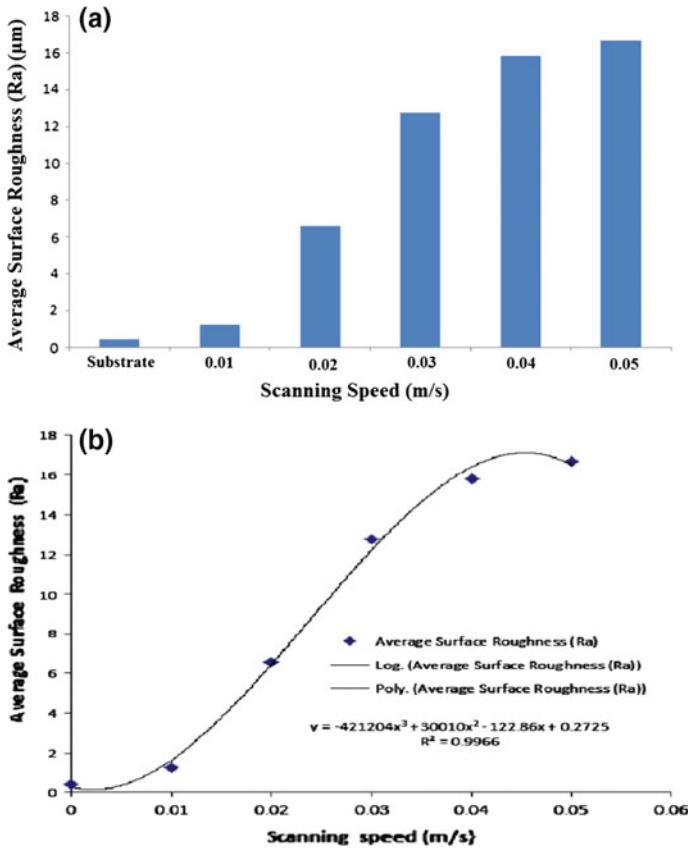 (a)
Average Surface Roughness (Ra) (µm)
18
16
14
12
10
8
6
4
2
0
Substrate 0.01 0.02 0.03 0.04 0.05
Scanning Speed (m/s)
(b)
Average Surface Roughness (Ra)
18
16
14
12
10
8
6
4
2
0
Average Surface Roughness (Ra)
Log. (Average Surface Roughness (Ra))
Poly. (Average Surface Roughness (Ra))
y = -421204x³ + 30010x² - 122.86x + 0.2725
R² = 0.9966
0 0.01 0.02 0.03 0.04 0.05 0.06
Scanning speed (m/s)